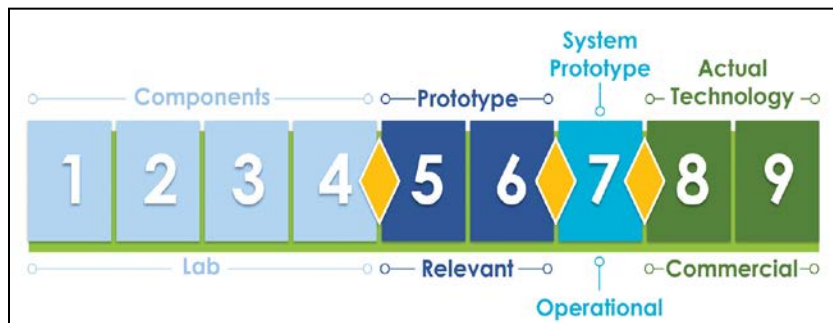 System
Prototype
Actual
Technology
Components
Prototype
1 2 3 4 5 6 7 8 9
Lab
Relevant
Commercial
Operational